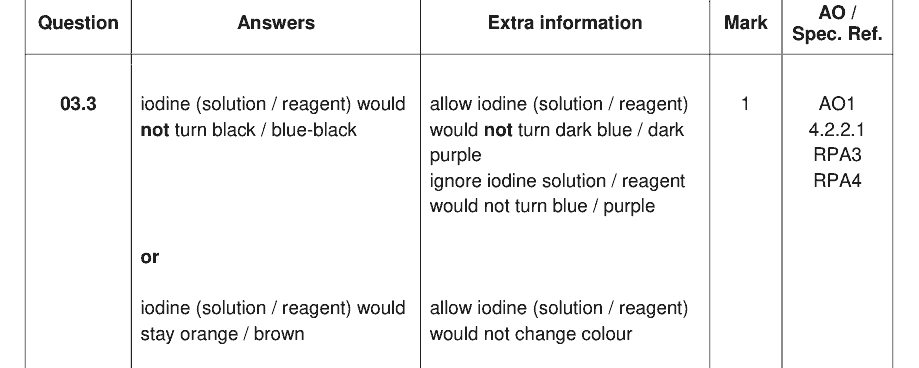 Question Answers Extra information Mark AO /
Spec. Ref.
03.3 iodine (solution / reagent) would allow iodine (solution / reagent) 1 AO1
not turn black / blue-black would not turn dark blue / dark 4.2.2.1
purple RPA3
ignore iodine solution / reagent RPA4
would not turn blue / purple
or
iodine (solution / reagent) would allow iodine (solution / reagent)
stay orange / brown would not change colour